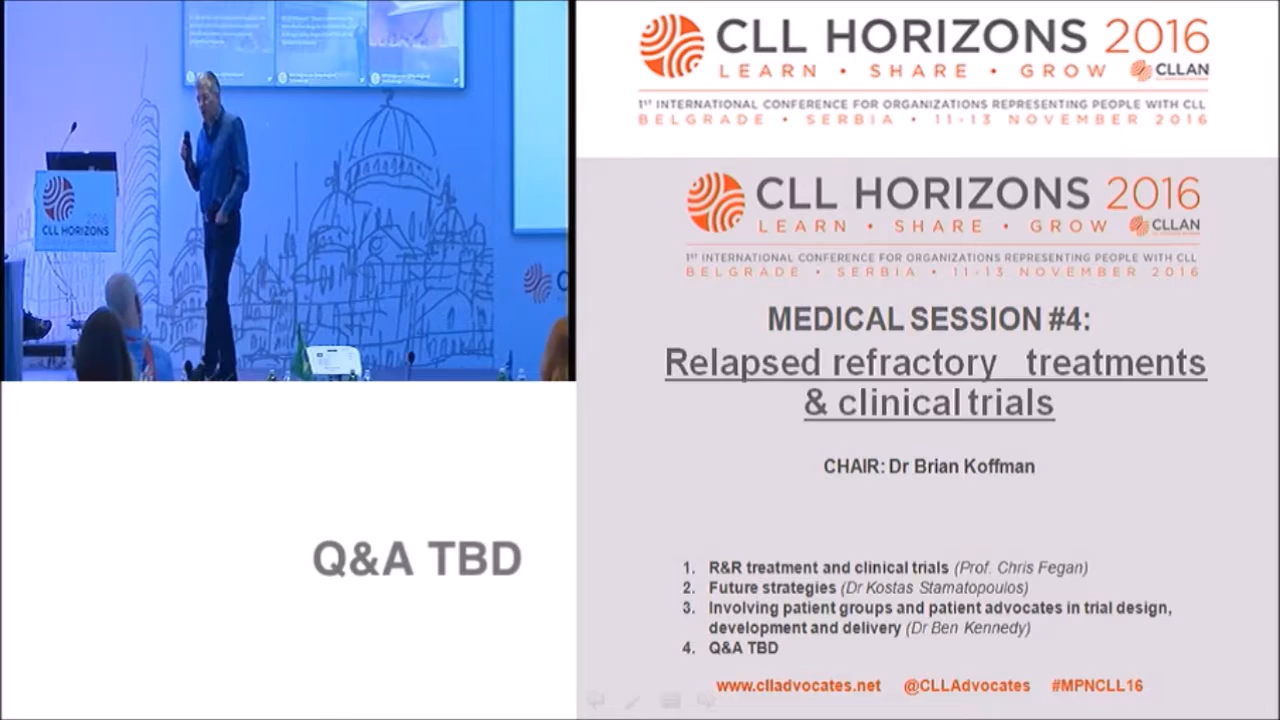 2016
CLL HORIZONS
Q&A TBD
CLL HORIZONS 2016
LEARN • SHARE • GROW CLLAN
1ST INTERNATIONAL CONFERENCE FOR ORGANIZATIONS REPRESENTING PEOPLE WITH CLL
BELGRADE • SERBIA • 11-13 NOVEMBER 2016
CLL HORIZONS 2016
LEARN • SHARE • GROW CLLAN
1ST INTERNATIONAL CONFERENCE FOR ORGANIZATIONS REPRESENTING PEOPLE WITH CLL
BELGRADE • SERBIA • 11-13 NOVEMBER 2016
MEDICAL SESSION #4:
Relapsed refractory treatments
& clinical trials
CHAIR: Dr Brian Koffman
1. R&R treatment and clinical trials (Prof. Chris Fegan)
2. Future strategies (Dr Kostas Stamatopoulos)
3. Involving patient groups and patient advocates in trial design,
development and delivery (Dr Ben Kennedy)
4. Q&A TBD
www.clladvocates.net @CLLAdvocates #MPNCLL16